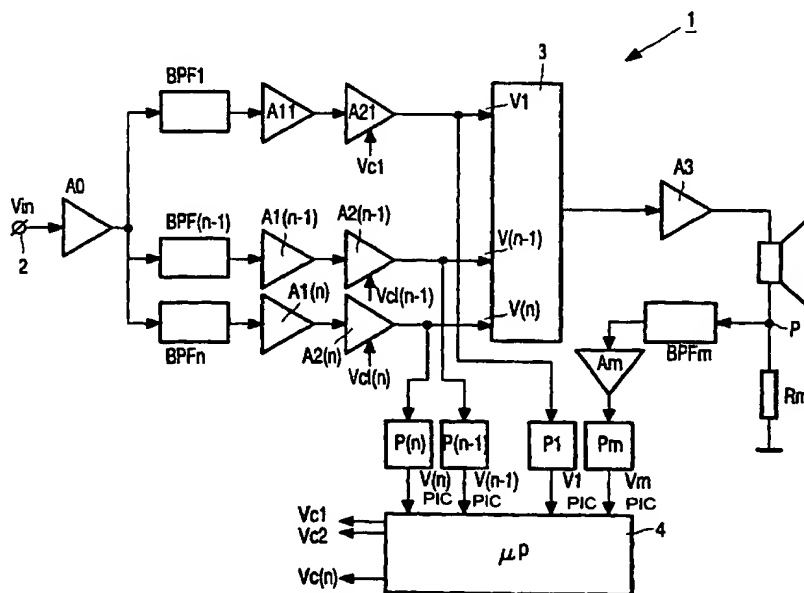 1
3
BPF1
A11
A21
V1
Vc1
A3
A0
Vin
2
BPF(n-1)
A1(n-1)
A2(n-1)
V(n-1)
Vcl(n-1)
BPFn
A1(n)
A2(n)
V(n)
Vcl(n)
P
BPFm
Am
Rm
P(n)
P(n-1)
P1
Pm
V(n)
PIC
V(n-1)
PIC
V1
PIC
Vm
PIC
Vc1
Vc2
Vc(n)
μp
4